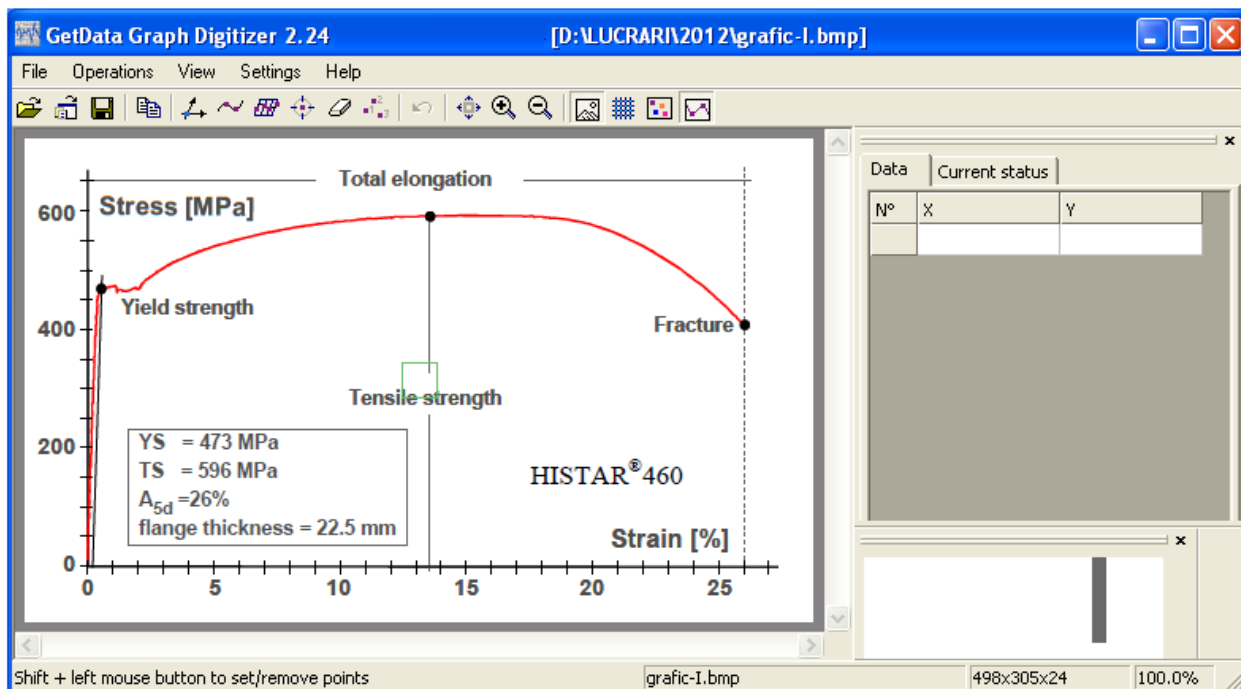 GetData Graph Digitizer 2.24 [D:\LUCRARI\2012\grafic-I.bmp]
File Operations View Settings Help
Total elongation
Stress [MPa]
600
Yield strength
400
Fracture
Tensile strength
200
YS = 473 MPa
TS = 596 MPa
A5d =26%
flange thickness = 22.5 mm
HISTAR®460
Strain [%]
0
0 5 10 15 20 25
Data Current status
N° X Y
Shift + left mouse button to set/remove points grafic-I.bmp 498x305x24 100.0%